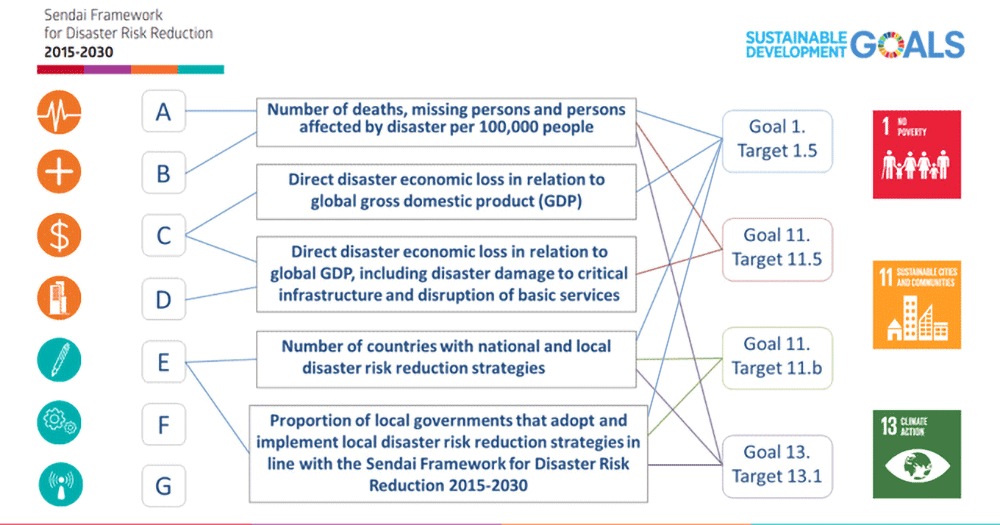 Sendai Framework
for Disaster Risk Reduction
2015-2030
SUSTAINABLE
DEVELOPMENT
GOALS
A
B
C
D
E
F
G
Number of deaths, missing persons and persons
affected by disaster per 100,000 people
Direct disaster economic loss in relation to
global gross domestic product (GDP)
Direct disaster economic loss in relation to
global GDP, including disaster damage to critical
infrastructure and disruption of basic services
Number of countries with national and local
disaster risk reduction strategies
Proportion of local governments that adopt and
implement local disaster risk reduction strategies in
line with the Sendai Framework for Disaster Risk
Reduction 2015-2030
Goal 1.
Target 1.5
Goal 11.
Target 11.5
Goal 11.
Target 11.b
Goal 13.
Target 13.1
1 NO
POVERTY
11 SUSTAINABLE CITIES
AND COMMUNITIES
13 CLIMATE
ACTION